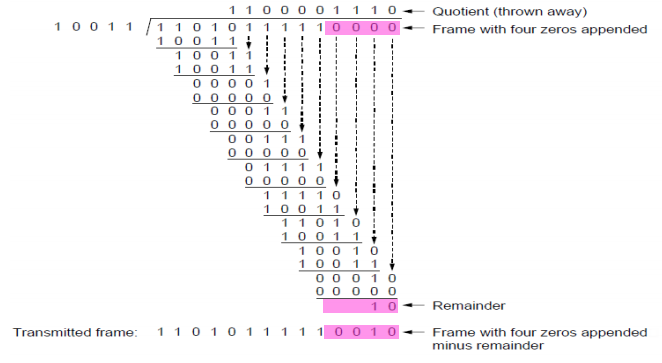 1 1 0 0 0 0 1 1 1 0 Quotient (thrown away)
1 0 0 1 1 1 1 0 1 0 1 1 1 1 1 0 0 0 0 Frame with four zeros appended
1 0 0 1 1
1 0 0 1 1
1 0 0 1 1
0 0 0 0 1
0 0 0 0 0
0 0 0 1 1
0 0 0 0 0
0 0 1 1 1
0 0 0 0 0
0 1 1 1 1
0 0 0 0 0
1 1 1 1 0
1 0 0 1 1
1 1 0 1 0
1 0 0 1 1
1 0 0 1 0
1 0 0 1 1
0 0 0 1 0
0 0 0 0 0
1 0 Remainder
Transmitted frame: 1 1 0 1 0 1 1 1 1 1 0 0 1 0 Frame with four zeros appended
minus remainder